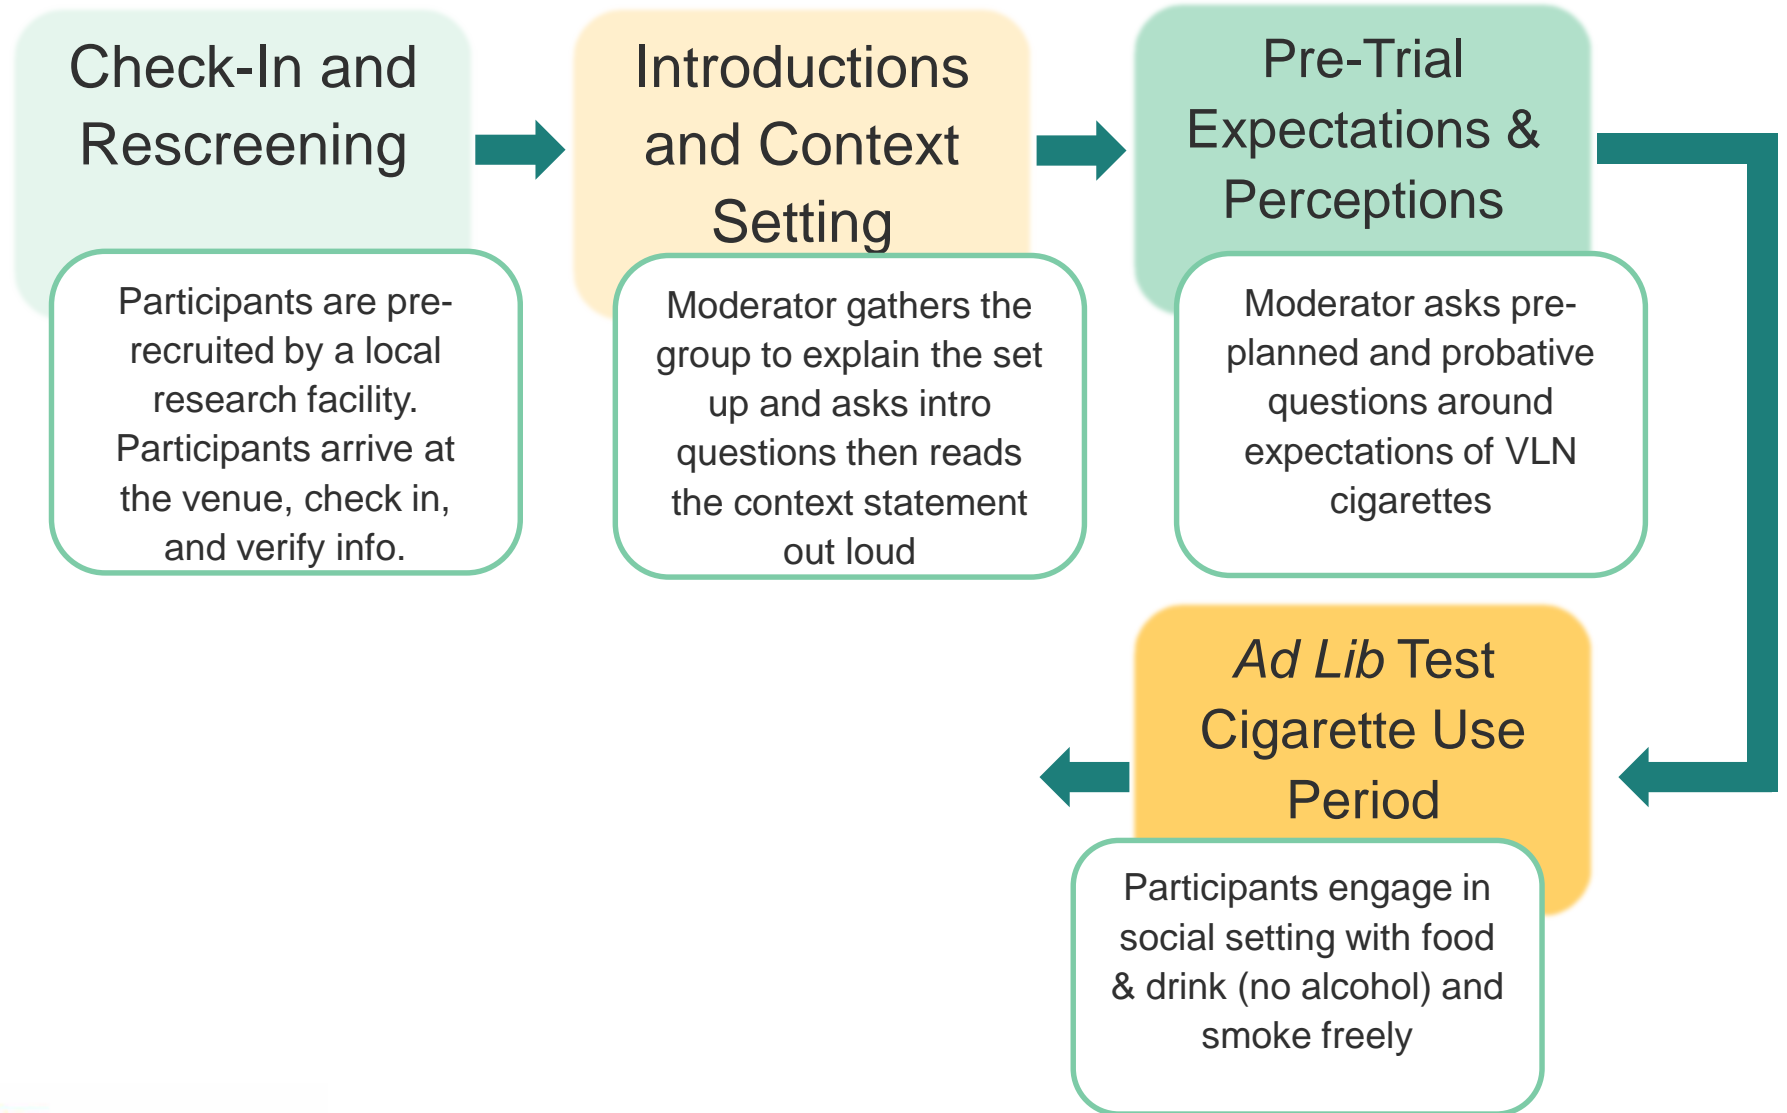 Check-In and
Rescreening
Participants are pre-
recruited by a local
research facility.
Participants arrive at
the venue, check in,
and verify info.
Introductions
and Context
Setting
Moderator gathers the
group to explain the set
up and asks intro
questions then reads
the context statement
out loud
Pre-Trial
Expectations &
Perceptions
Moderator asks pre-
planned and probative
questions around
expectations of VLN
cigarettes
Ad Lib Test
Cigarette Use
Period
Participants engage in
social setting with food
& drink (no alcohol) and
smoke freely